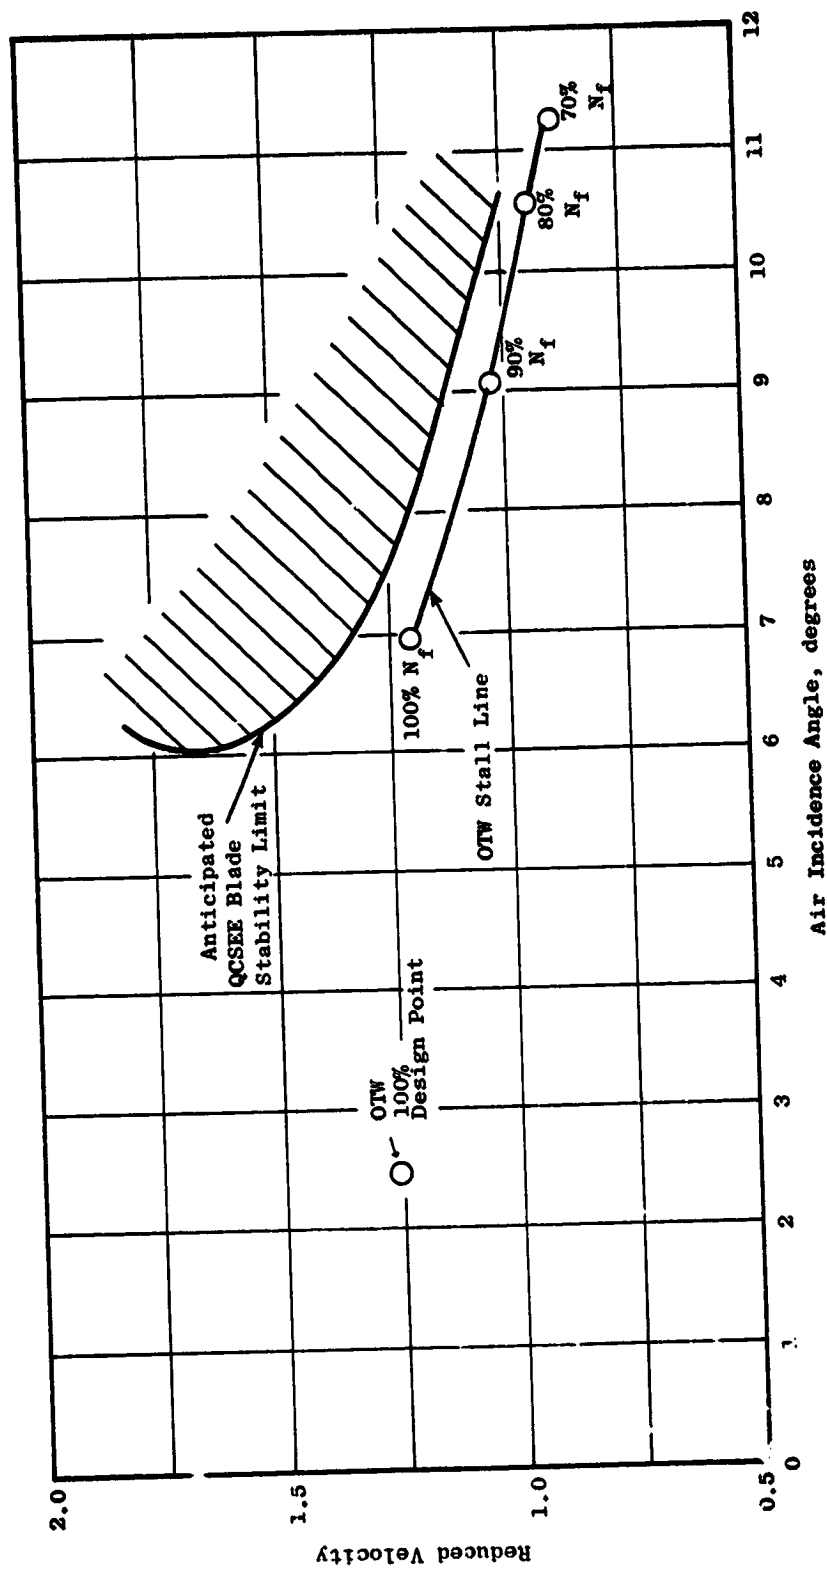 2.0
1.5
1.0
0.5
Reduced Velocity
0
1
2
3
4
5
6
7
8
9
10
11
12
Air Incidence Angle, degrees
OTW
100%
Design Point
Anticipated
QCSEE Blade
Stability Limit
OTW Stall Line
100% Nf
90%
Nf
80%
Nf
70%
Nf